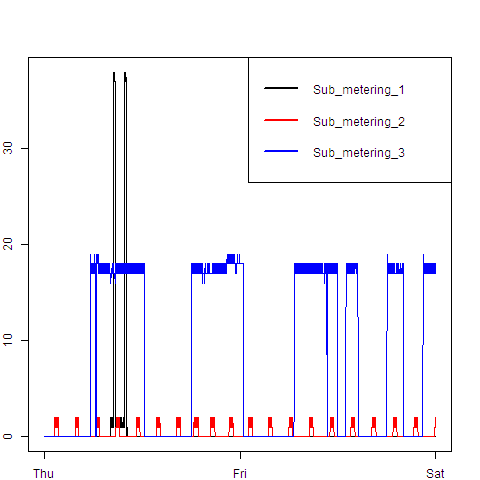 Sub_metering_1
Sub_metering_2
Sub_metering_3
30
20
10
0
Thu Fri Sat